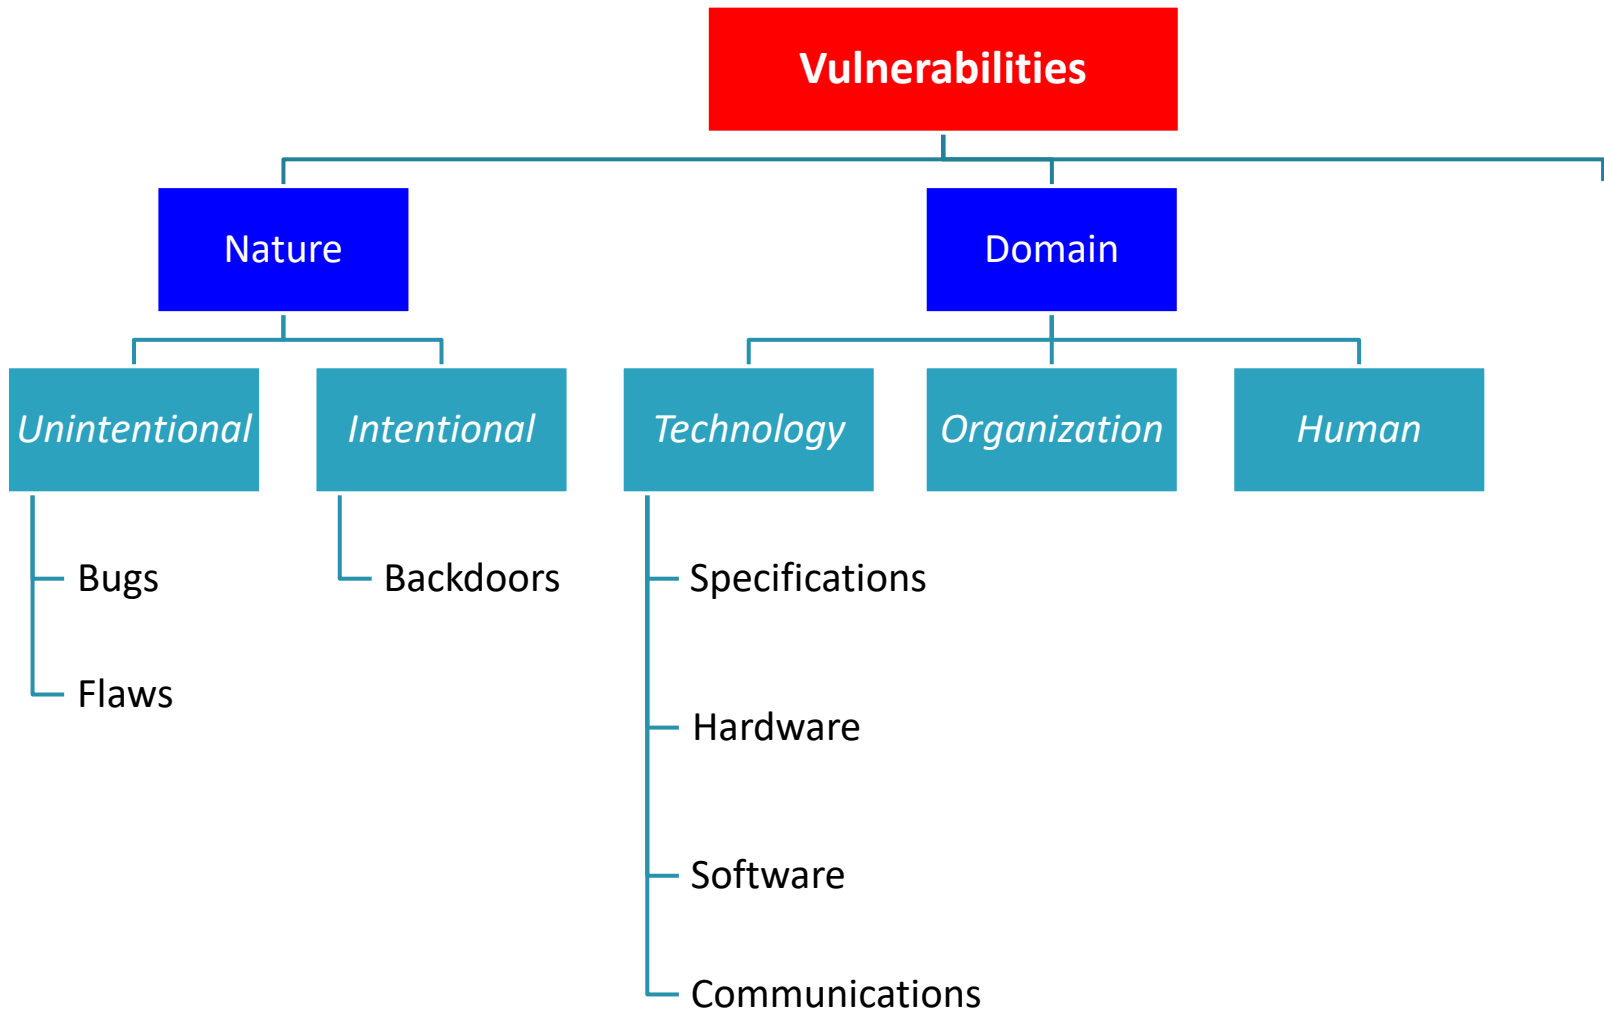 Vulnerabilities
Nature
Domain
Unintentional
Intentional
Technology
Organization
Human
Bugs
Backdoors
Specifications
Flaws
Hardware
Software
Communications